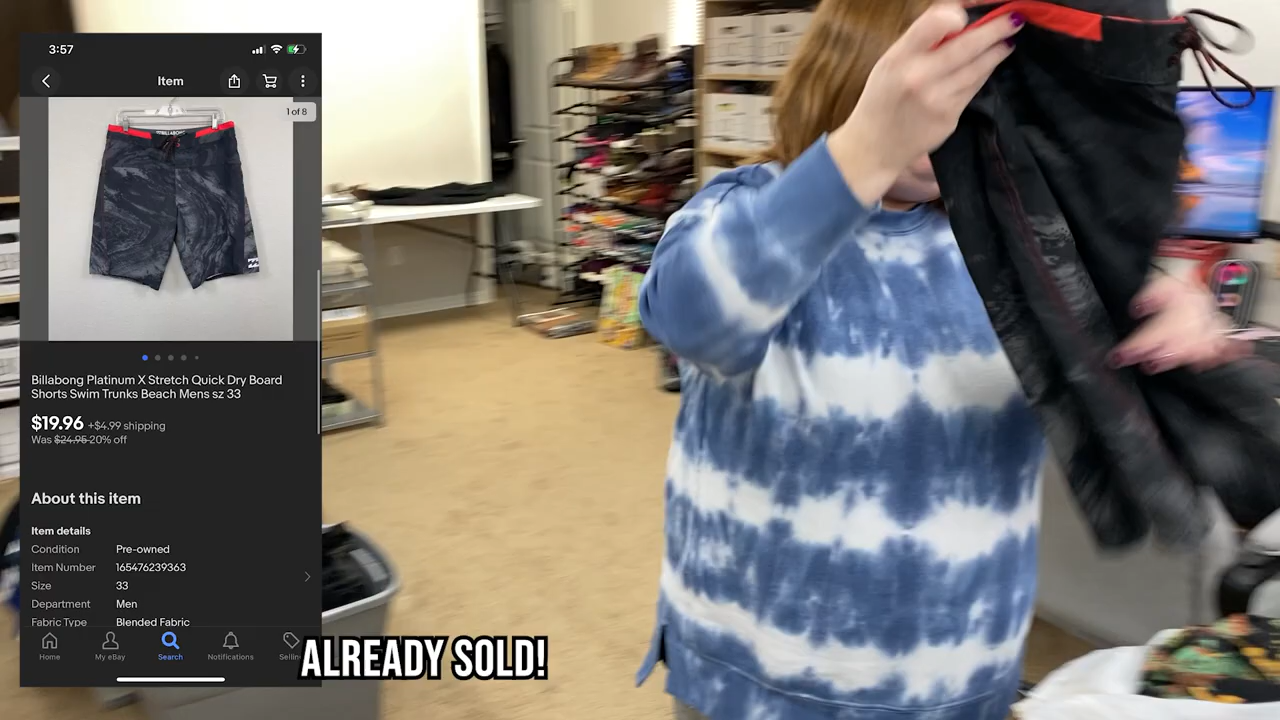 3:57
Item
1 of 8
BILLABONG
Billabong Platinum X Stretch Quick Dry Board
Shorts Swim Trunks Beach Mens sz 33
$19.96 +$4.99 shipping
Was $24.95 20% off
About this item
Item details
Condition Pre-owned
Item Number 165476239363
Size 33
Department Men
Fabric Type Blended Fabric
Home My eBay Search Notifications
ALREADY SOLD!